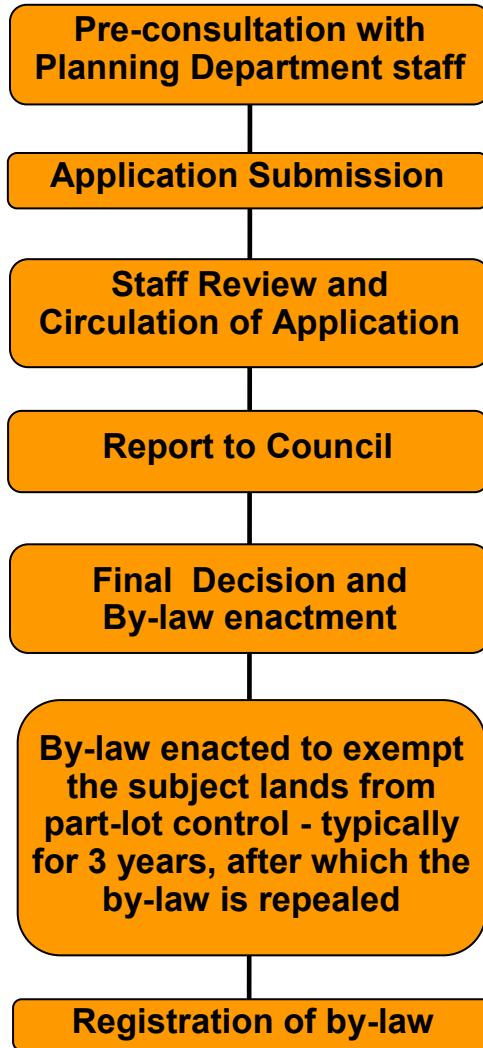 Pre-consultation with
Planning Department staff
Application Submission
Staff Review and
Circulation of Application
Report to Council
Final Decision and
By-law enactment
By-law enacted to exempt
the subject lands from
part-lot control - typically
for 3 years, after which the
by-law is repealed
Registration of by-law